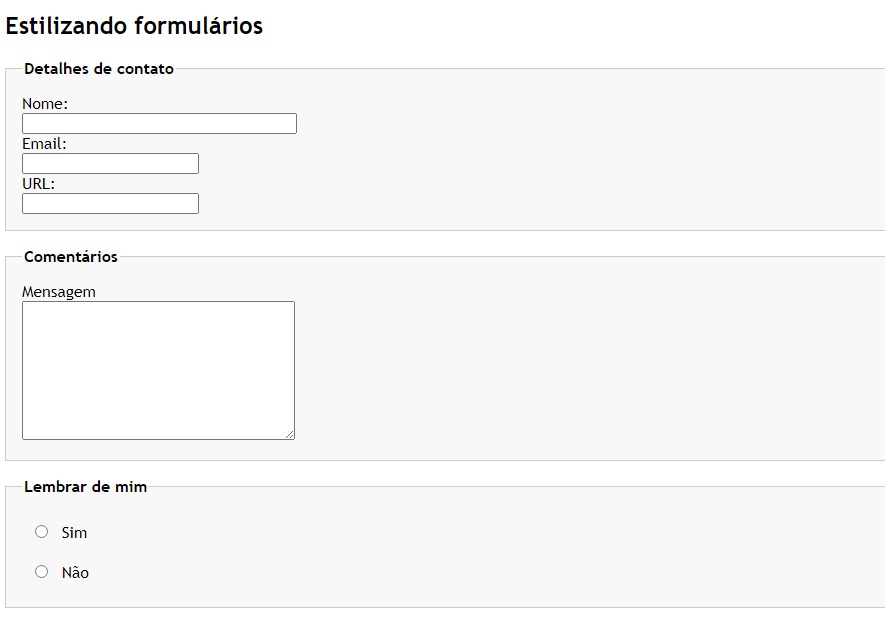 Estilizando formulários
Detalhes de contato
Nome:
Email:
URL:
Comentários
Mensagem
Lembrar de mim
Sim
Não